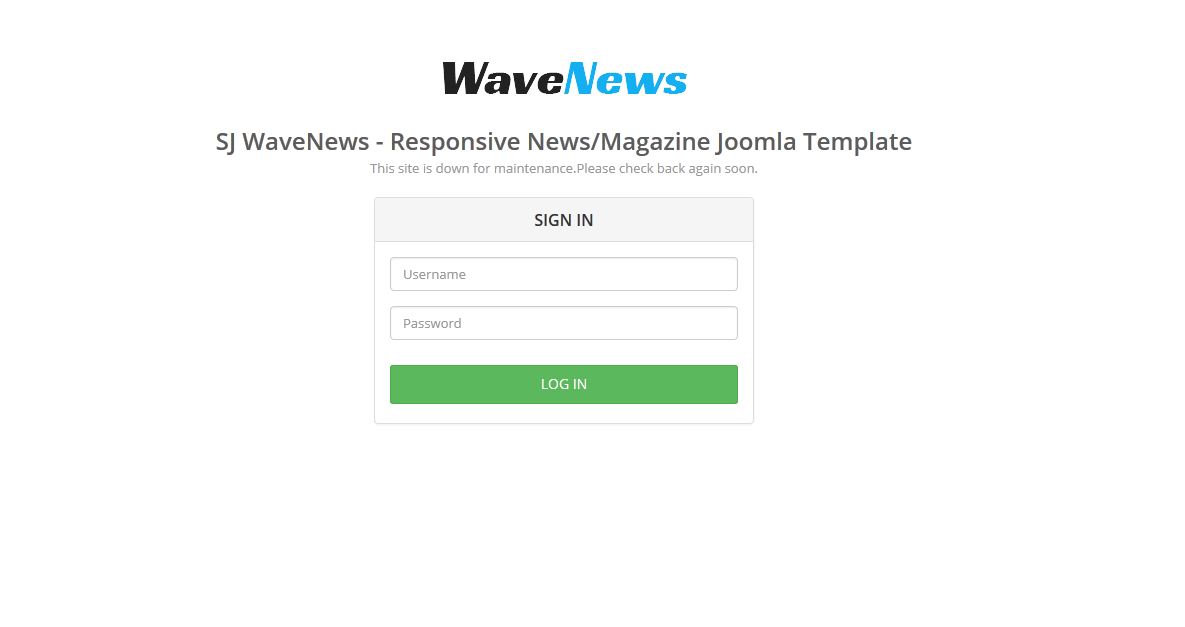 WaveNews
SJ WaveNews - Responsive News/Magazine Joomla Template
This site is down for maintenance.Please check back again soon.
SIGN IN
Username
Password
LOG IN